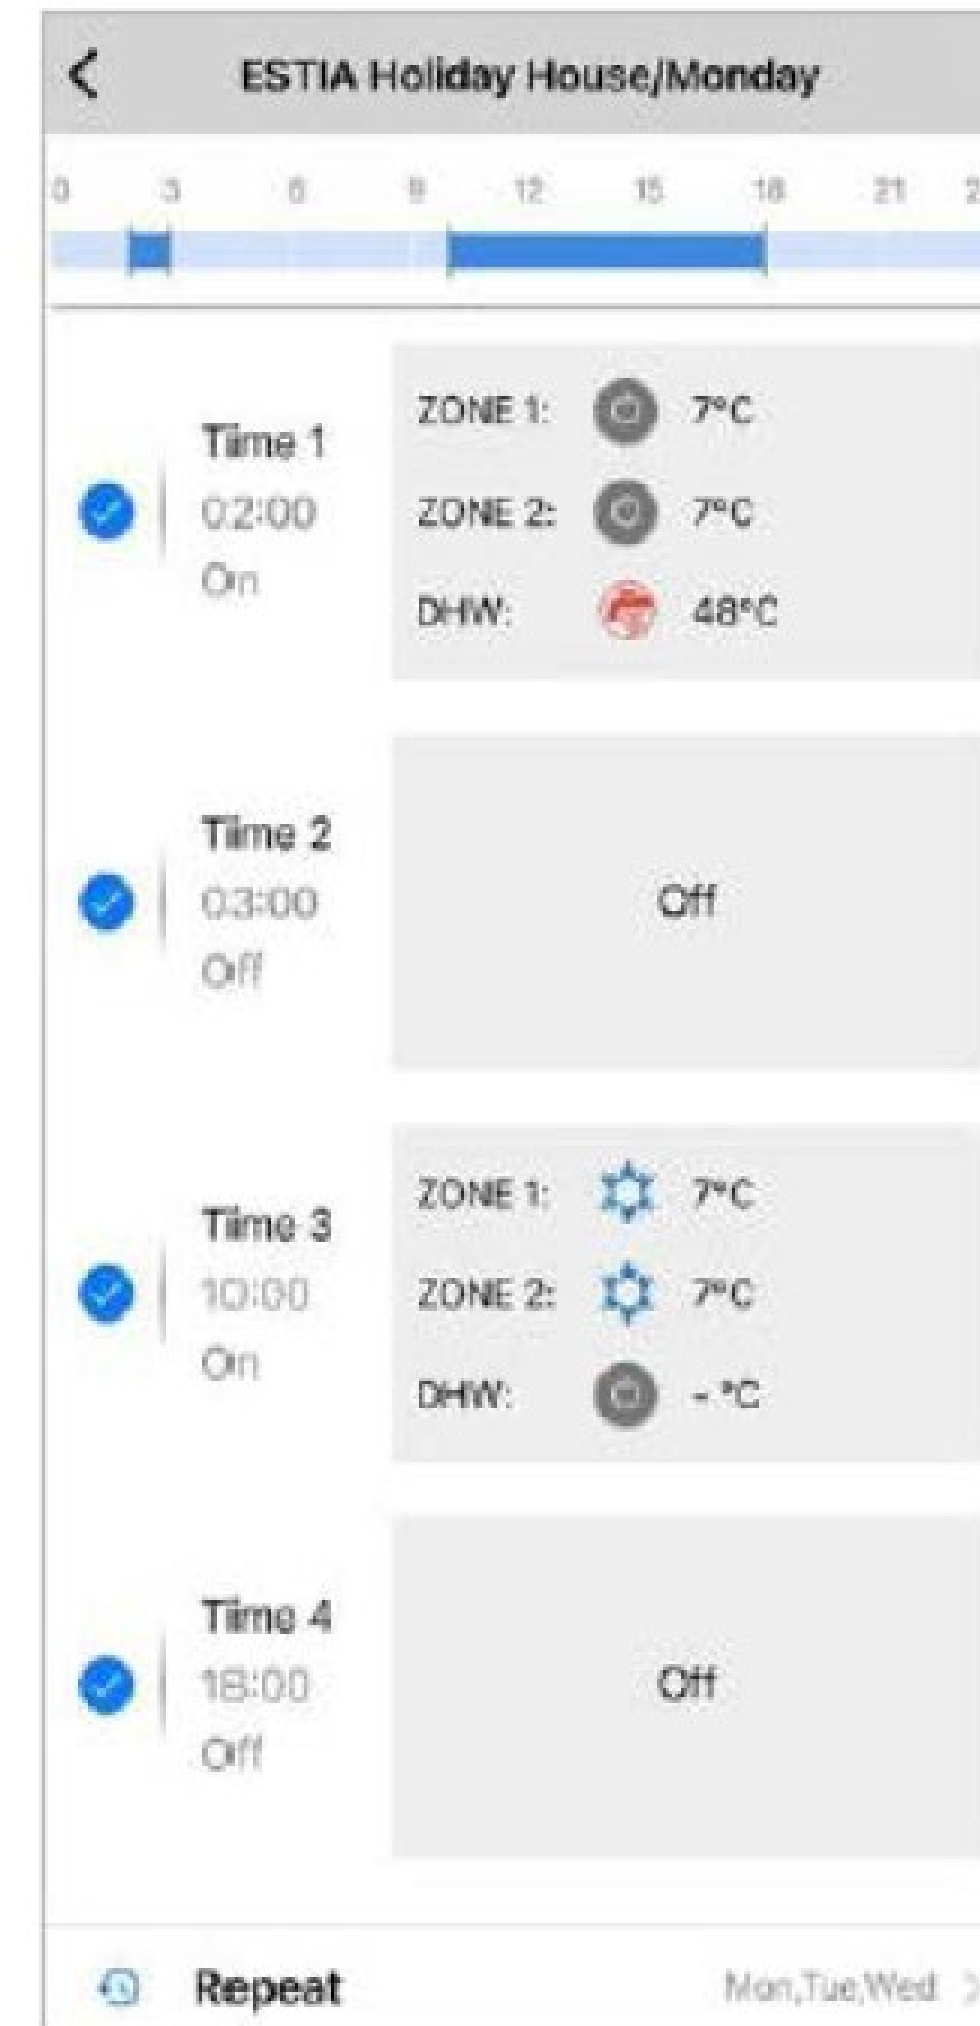 ESTIA Holiday House/Monday
0 3 6 9 12 15 18 21
Time 1
02:00
On
ZONE 1: 7°C
ZONE 2: 7°C
DHW: 48°C
Time 2
03:00
Off
Off
Time 3
10:00
On
ZONE 1: 7°C
ZONE 2: 7°C
DHW: - °C
Time 4
18:00
Off
Off
Repeat Mon,Tue,Wed